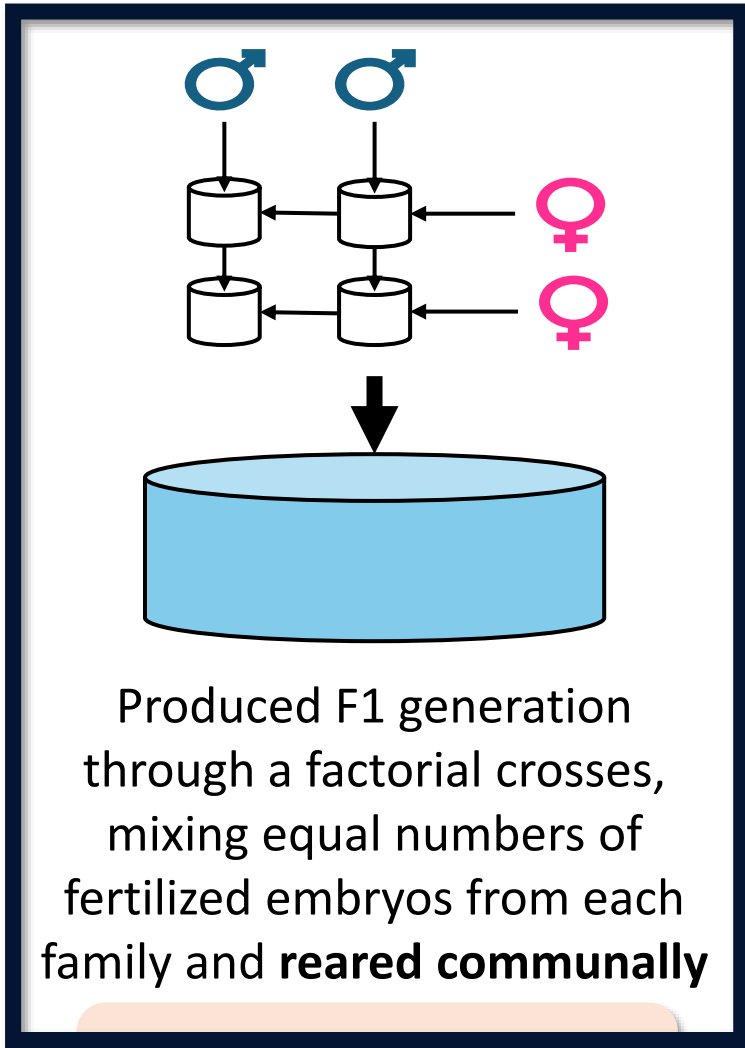 Produced F1 generation
through a factorial crosses,
mixing equal numbers of
fertilized embryos from each
family and reared communally